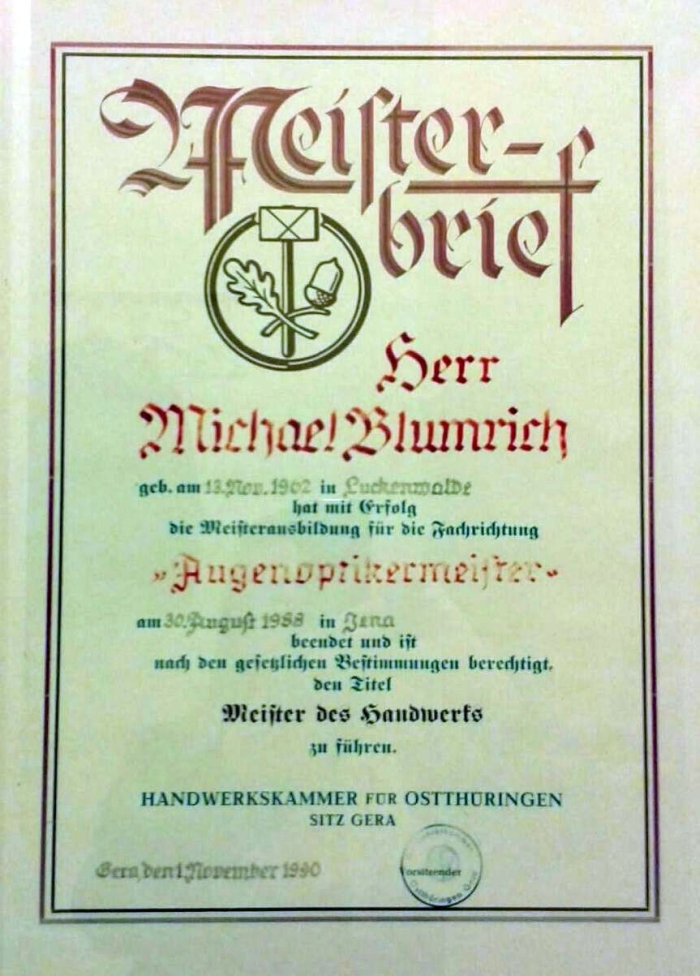 Meister-
brief
Herr
Michael Blumrich
geb. am 13. Nov. 1962 in Luckenwalde
hat mit Erfolg
die Meisterausbildung für die Fachrichtung
»Augenoptikermeister«
am 30. August 1988 in Jena
beendet und ist
nach den gesetzlichen Bestimmungen berechtigt,
den Titel
Meister des Handwerks
zu führen.
HANDWERKSKAMMER FÜR OSTTHÜRINGEN
SITZ GERA
Gera, den 1. November 1990
Vorsitzender